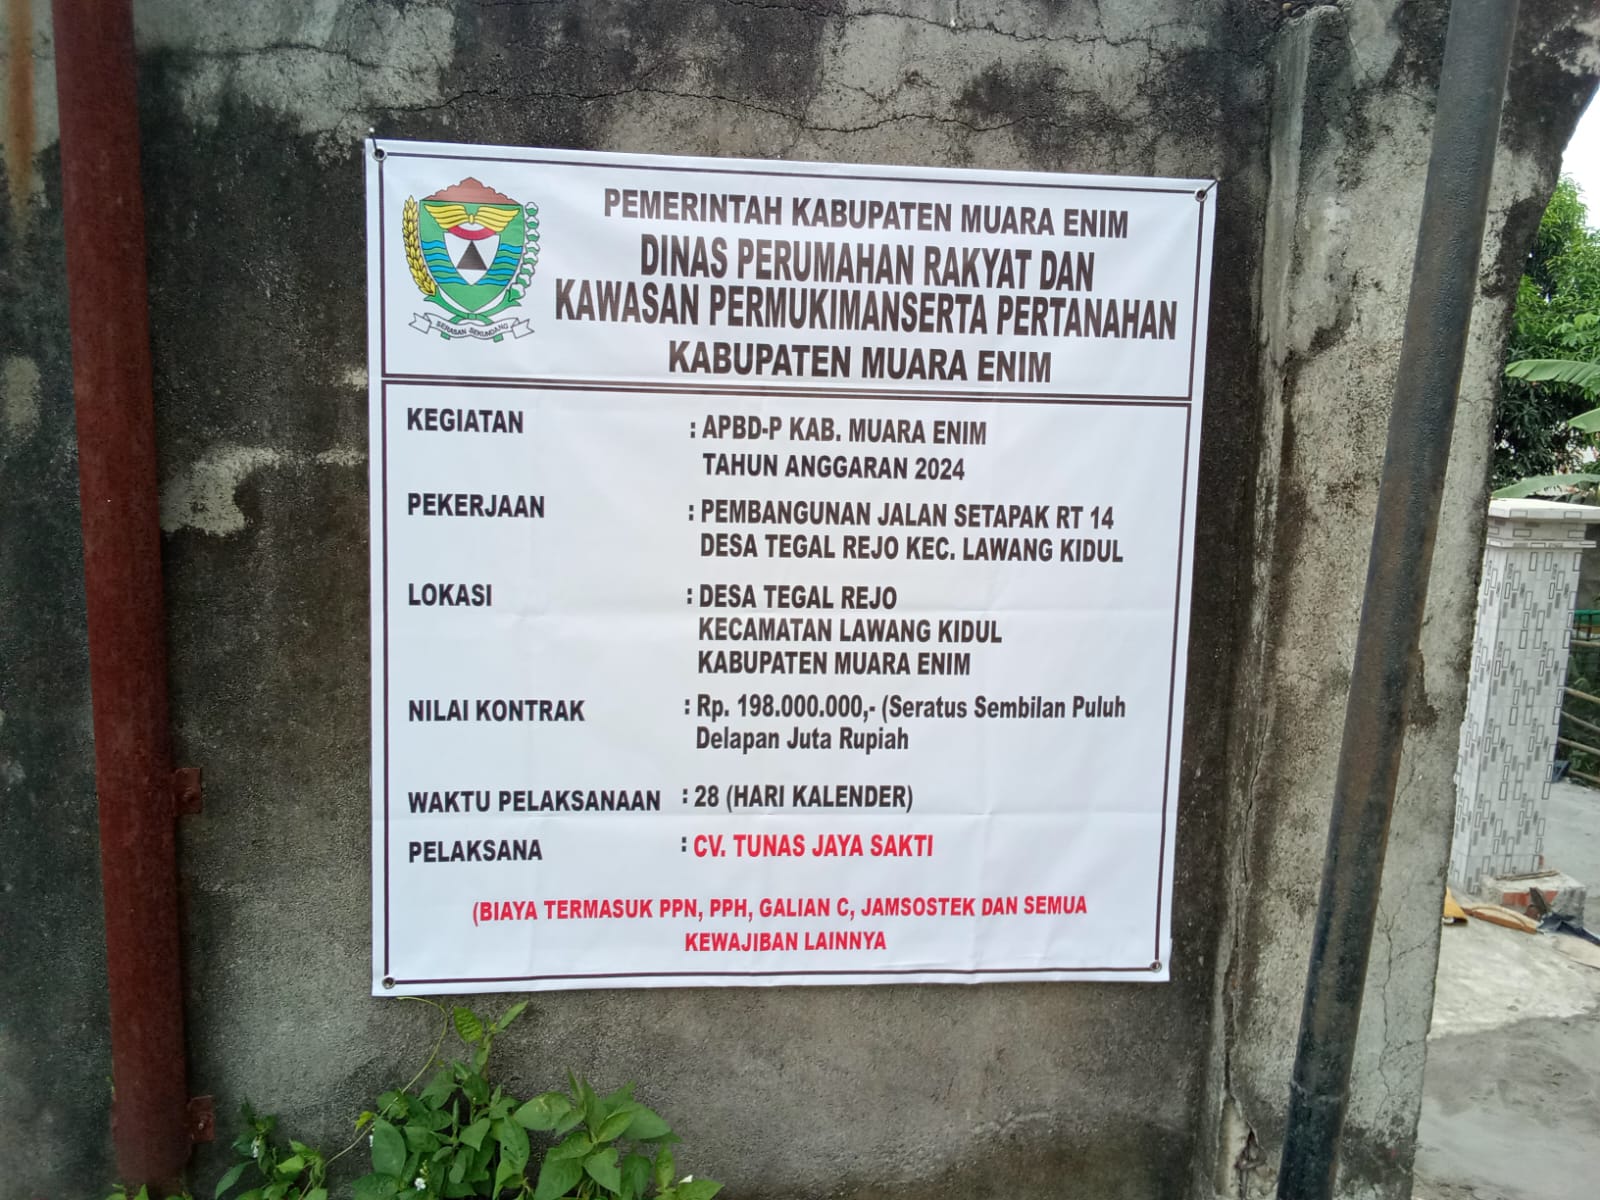 PEMERINTAH KABUPATEN MUARA ENIM
DINAS PERUMAHAN RAKYAT DAN
KAWASAN PERMUKIMANSERTA PERTANAHAN
KABUPATEN MUARA ENIM
SERASAN SEKUNDANG
KEGIATAN : APBD-P KAB. MUARA ENIM
TAHUN ANGGARAN 2024
PEKERJAAN : PEMBANGUNAN JALAN SETAPAK RT 14
DESA TEGAL REJO KEC. LAWANG KIDUL
LOKASI : DESA TEGAL REJO
KECAMATAN LAWANG KIDUL
KABUPATEN MUARA ENIM
NILAI KONTRAK : Rp. 198.000.000,- (Seratus Sembilan Puluh
Delapan Juta Rupiah
WAKTU PELAKSANAAN : 28 (HARI KALENDER)
PELAKSANA : CV. TUNAS JAYA SAKTI
(BIAYA TERMASUK PPN, PPH, GALIAN C, JAMSOSTEK DAN SEMUA
KEWAJIBAN LAINNYA